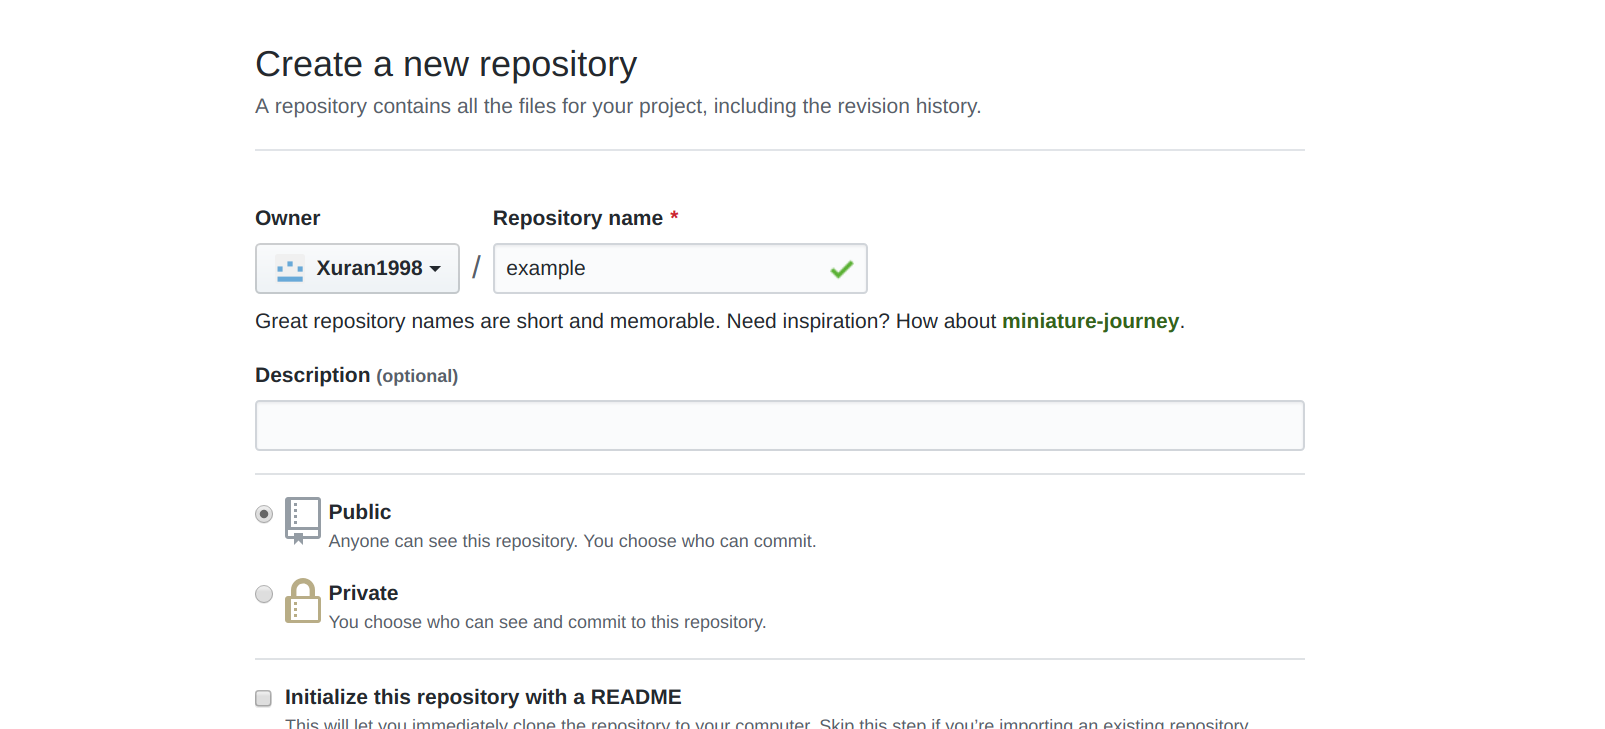 Create a new repository
A repository contains all the files for your project, including the revision history.
Owner Repository name *
Xuran1998 / example
Great repository names are short and memorable. Need inspiration? How about miniature-journey.
Description (optional)
Public
Anyone can see this repository. You choose who can commit.
Private
You choose who can see and commit to this repository.
Initialize this repository with a README
This will let you immediately clone the repository to your computer. Skip this step if you’re importing an existing repository.